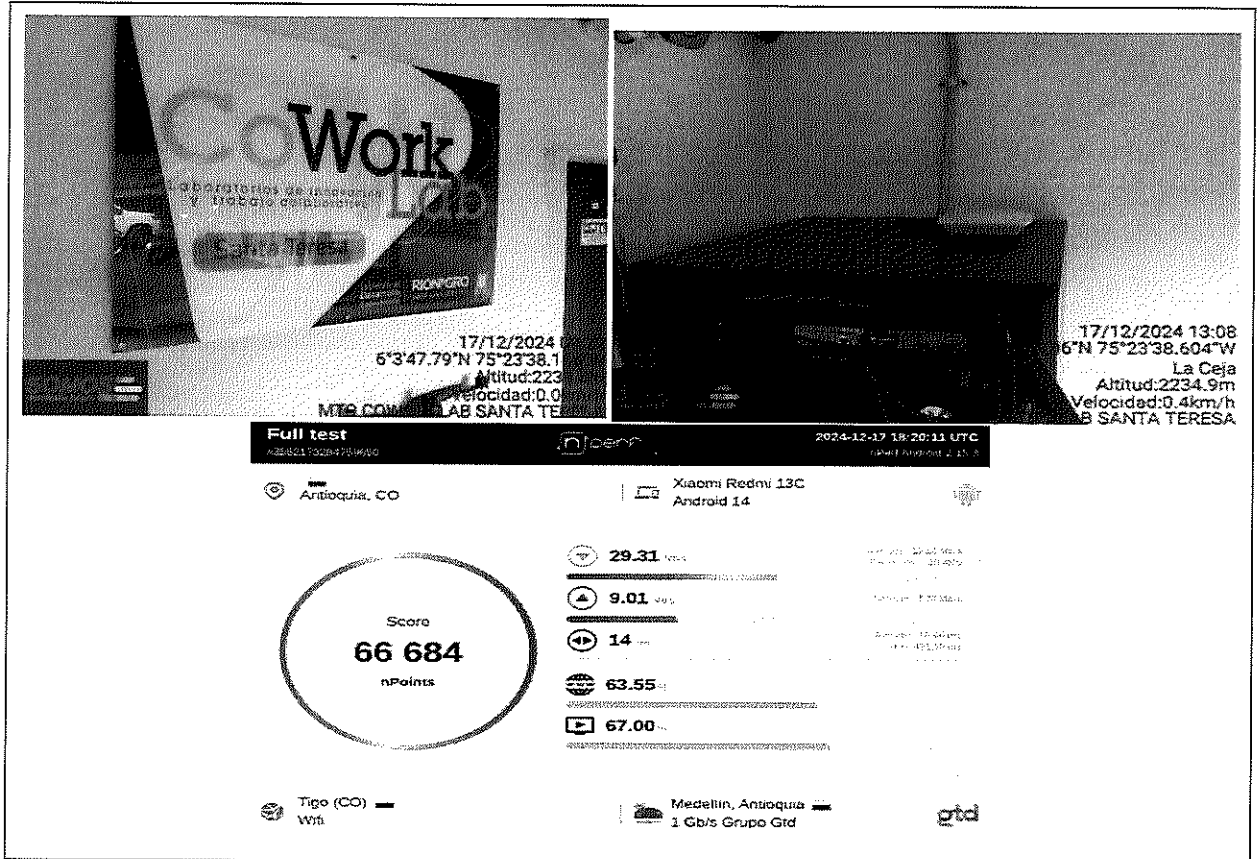 CoWork
Lab
Laboratorios de innovación
y trabajo colaborativo
Santa Teresa
RIONEGRO
17/12/2024
6°3'47.79"N 75°23'38.1
Altitud:223
Velocidad:0.0
LAB SANTA TE
17/12/2024 13:08
6"N 75°23'38.604"W
La Ceja
Altitud:2234.9m
Velocidad:0.4km/h
B SANTA TERESA
Full test
nperf
2024-12-17 18:20:11 UTC
Antioquia, CO
Xiaomi Redmi 13C
Android 14
29.31
9.01
14
63.55
67.00
Score
66 684
nPoints
Tigo (CO)
Wifi
Medellín, Antioquia
1 Gb/s Grupo Gtd
gtd